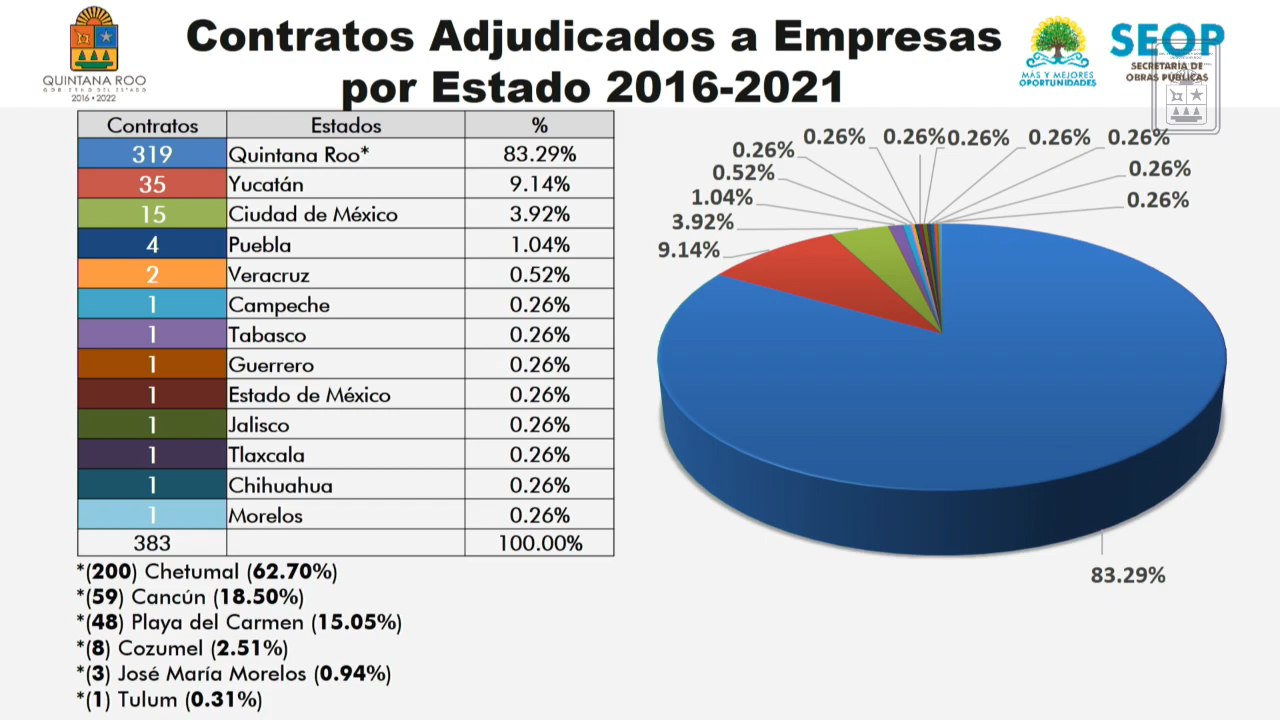 QUINTANA ROO
GOBIERNO DEL ESTADO
2016 • 2022
Contratos Adjudicados a Empresas
por Estado 2016-2021
MÁS Y MEJORES
OPORTUNIDADES
SEOP
SECRETARÍA DE
OBRAS PÚBLICAS
Contratos Estados %
319 Quintana Roo* 83.29%
35 Yucatán 9.14%
15 Ciudad de México 3.92%
4 Puebla 1.04%
2 Veracruz 0.52%
1 Campeche 0.26%
1 Tabasco 0.26%
1 Guerrero 0.26%
1 Estado de México 0.26%
1 Jalisco 0.26%
1 Tlaxcala 0.26%
1 Chihuahua 0.26%
1 Morelos 0.26%
383 100.00%
*(200) Chetumal (62.70%)
*(59) Cancún (18.50%)
*(48) Playa del Carmen (15.05%)
*(8) Cozumel (2.51%)
*(3) José María Morelos (0.94%)
*(1) Tulum (0.31%)
0.26% 0.26% 0.26% 0.26% 0.26%
0.26%
0.26%
0.52%
1.04%
0.26%
3.92%
9.14%
83.29%